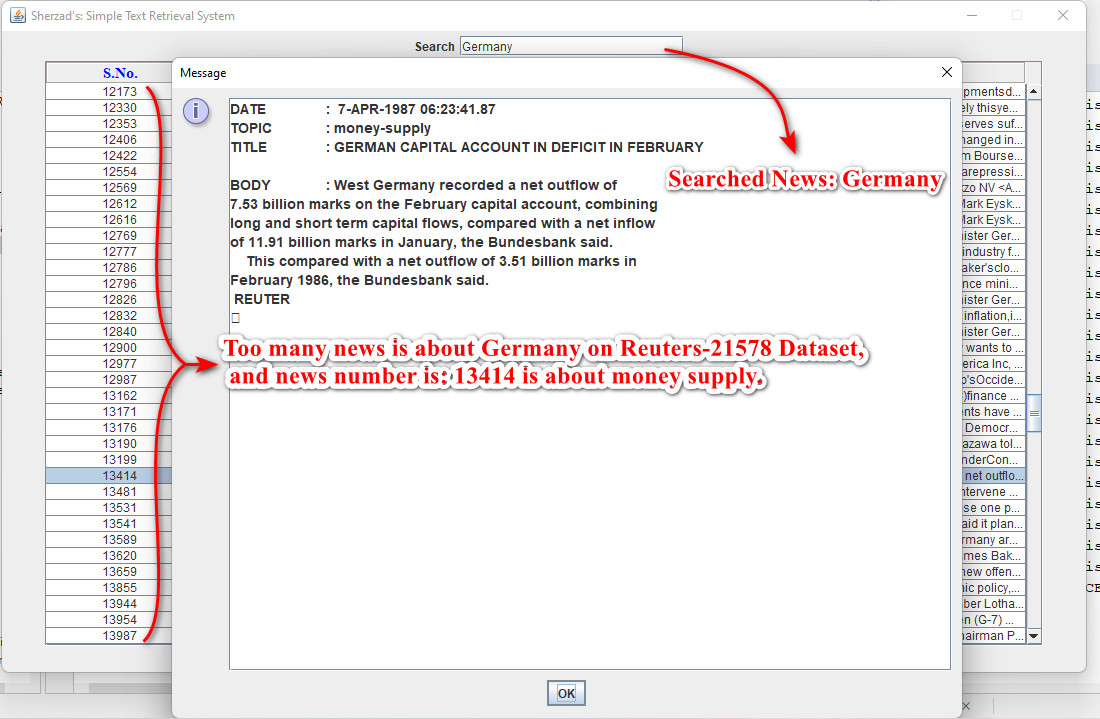 Sherzad's: Simple Text Retrieval System
Search Germany
Message
S.No.
12173
12330
12353
12406
12422
12554
12569
12612
12616
12769
12777
12786
12796
12826
12832
12840
12900
12977
12987
13162
13171
13176
13190
13199
13414
13481
13531
13541
13589
13620
13659
13855
13944
13954
13987
DATE : 7-APR-1987 06:23:41.87
TOPIC : money-supply
TITLE : GERMAN CAPITAL ACCOUNT IN DEFICIT IN FEBRUARY
BODY : West Germany recorded a net outflow of
7.53 billion marks on the February capital account, combining
long and short term capital flows, compared with a net inflow
of 11.91 billion marks in January, the Bundesbank said.
This compared with a net outflow of 3.51 billion marks in
February 1986, the Bundesbank said.
REUTER
Searched News: Germany
Too many news is about Germany on Reuters-21578 Dataset,
and news number is: 13414 is about money supply.
OK
pmentsd...
ely thisye...
erves suf...
hanged in...
m Bourse...
arepressi...
zo NV <A...
Mark Eysk...
Mark Eysk...
nister Ger...
industry f...
aker'sclo...
nce mini...
nister Ger...
inflation,i...
nister Ger...
wants to ...
erica Inc, ...
o'sOccide...
)finance ...
ents have ...
Democr...
azawa tol...
nderCon...
net outflo...
ntervene ...
se one p...
aid it plan...
rmany ar...
mes Bak...
new offen...
ic policy,...
ber Lotha...
en (G-7) ...
hairman P...